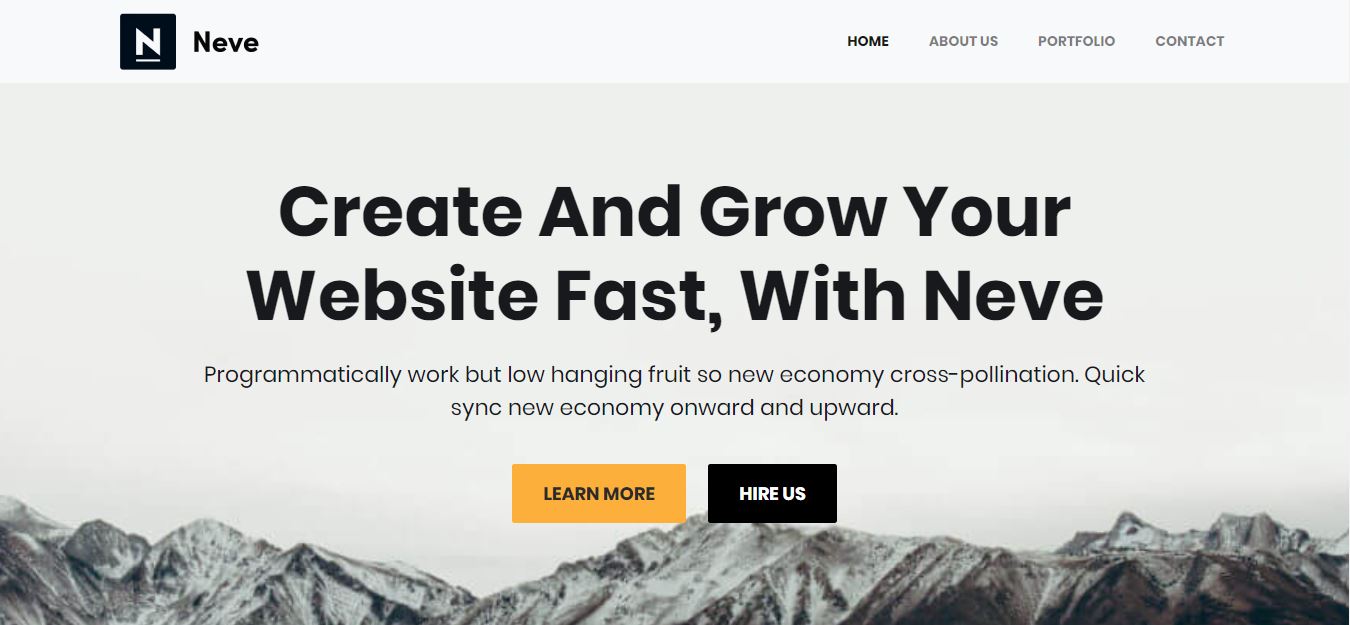 N Neve
HOME ABOUT US PORTFOLIO CONTACT
Create And Grow Your
Website Fast, With Neve
Programmatically work but low hanging fruit so new economy cross-pollination. Quick
sync new economy onward and upward.
LEARN MORE HIRE US